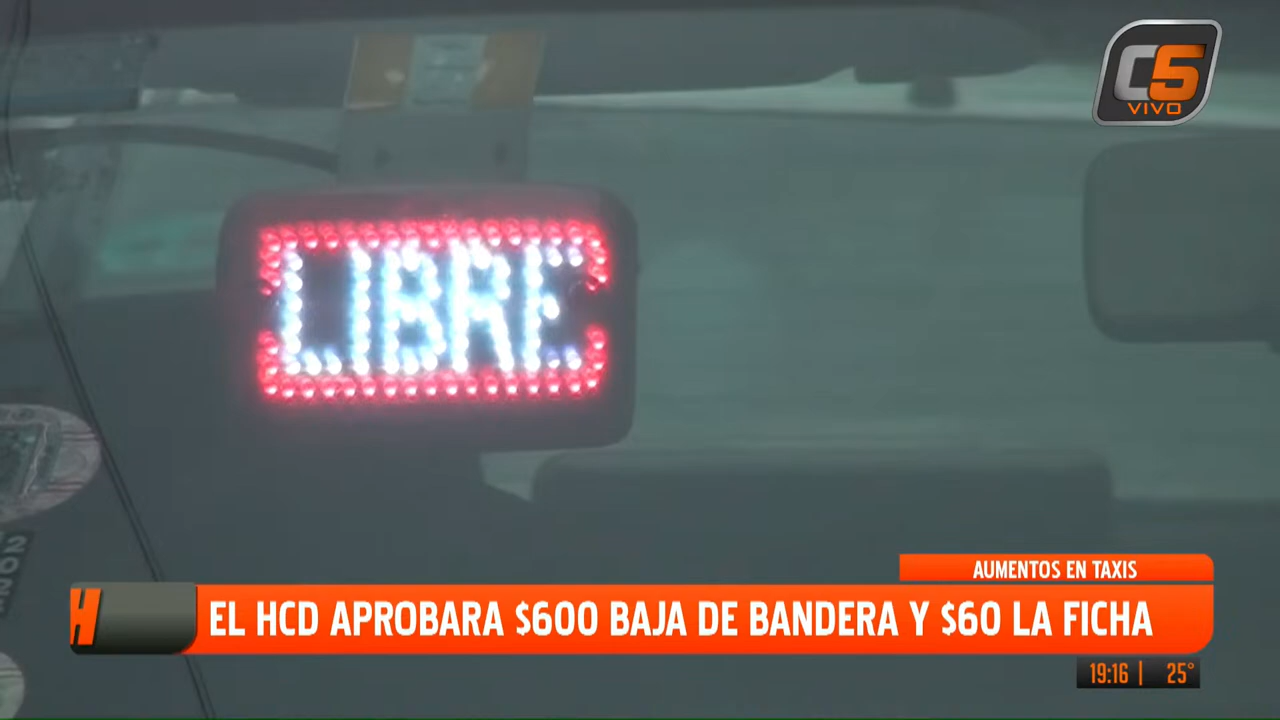 C5
VIVO
LIBRE
AUMENTOS EN TAXIS
H
EL HCD APROBARA $600 BAJA DE BANDERA Y $60 LA FICHA
19:16 | 25°